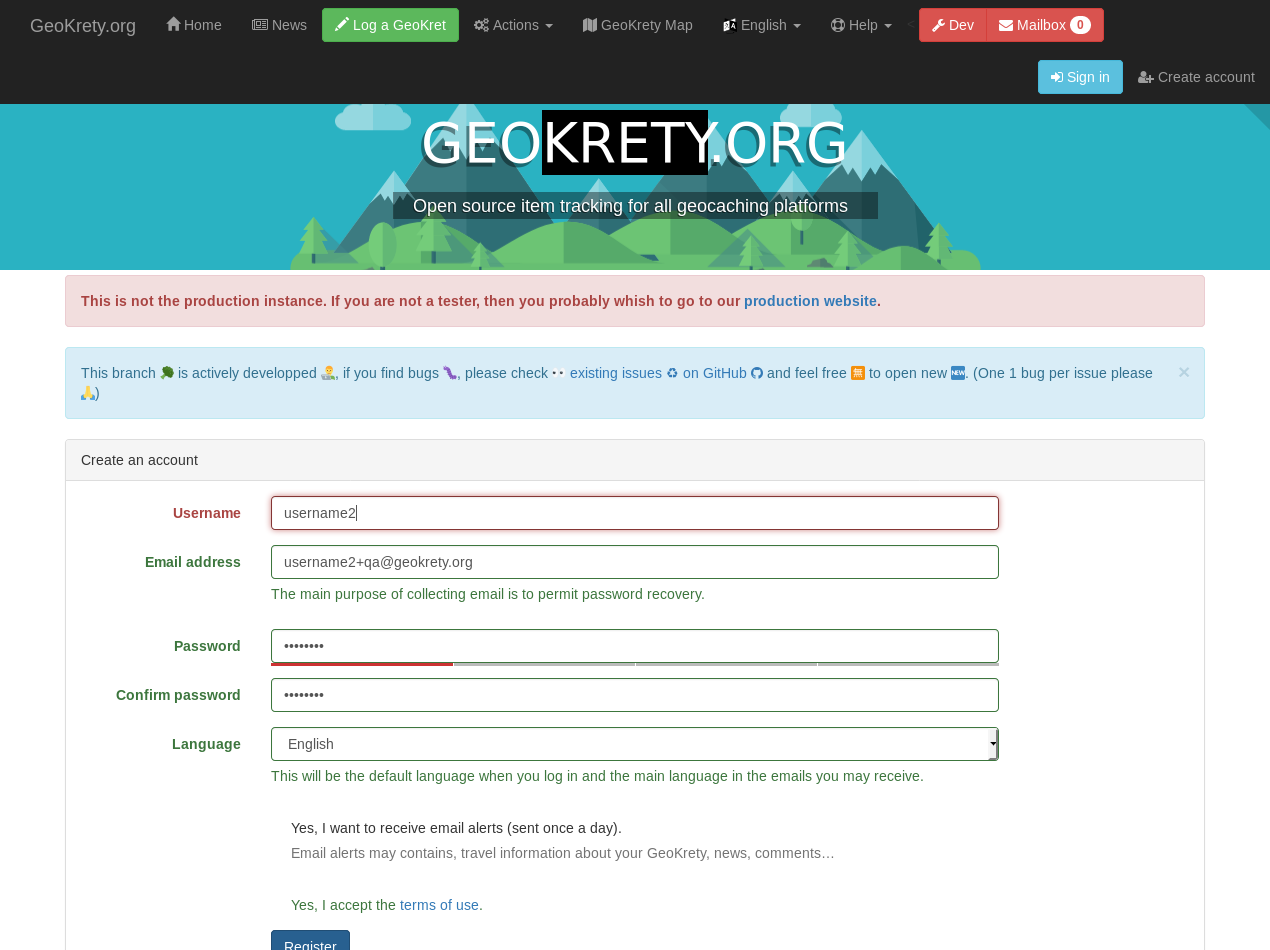 GeoKrety.org Home News Log a GeoKret Actions GeoKrety Map English Help Dev Mailbox 0
Sign in Create account
GEOKRETY.ORG
Open source item tracking for all geocaching platforms
This is not the production instance. If you are not a tester, then you probably whish to go to our production website.
This branch 🌳 is actively developped 👨‍💻, if you find bugs 🐛, please check 👀 existing issues ♻ on GitHub and feel free 🈚 to open new 🆕. (One 1 bug per issue please ×
🙏)
Create an account
Username username2
Email address username2+qa@geokrety.org
The main purpose of collecting email is to permit password recovery.
Password ••••••••
Confirm password ••••••••
Language English
This will be the default language when you log in and the main language in the emails you may receive.
Yes, I want to receive email alerts (sent once a day).
Email alerts may contains, travel information about your GeoKrety, news, comments…
Yes, I accept the terms of use.
Register